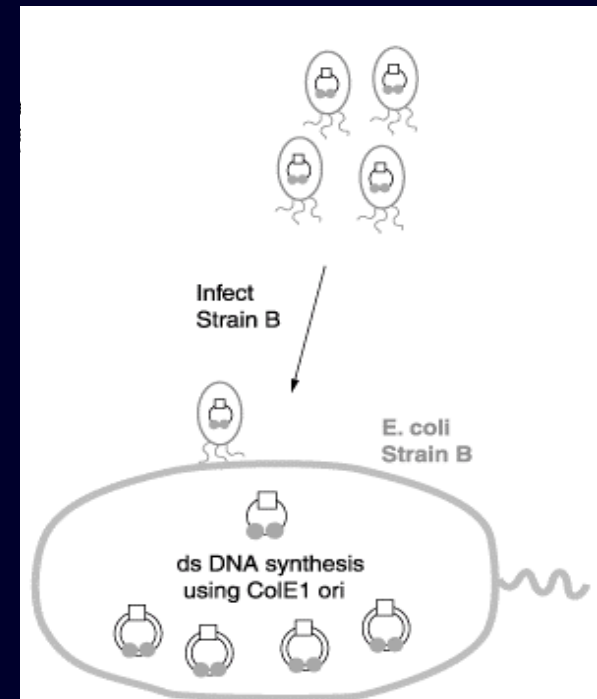 Infect
Strain B
E. coli
Strain B
ds DNA synthesis
using ColE1 ori